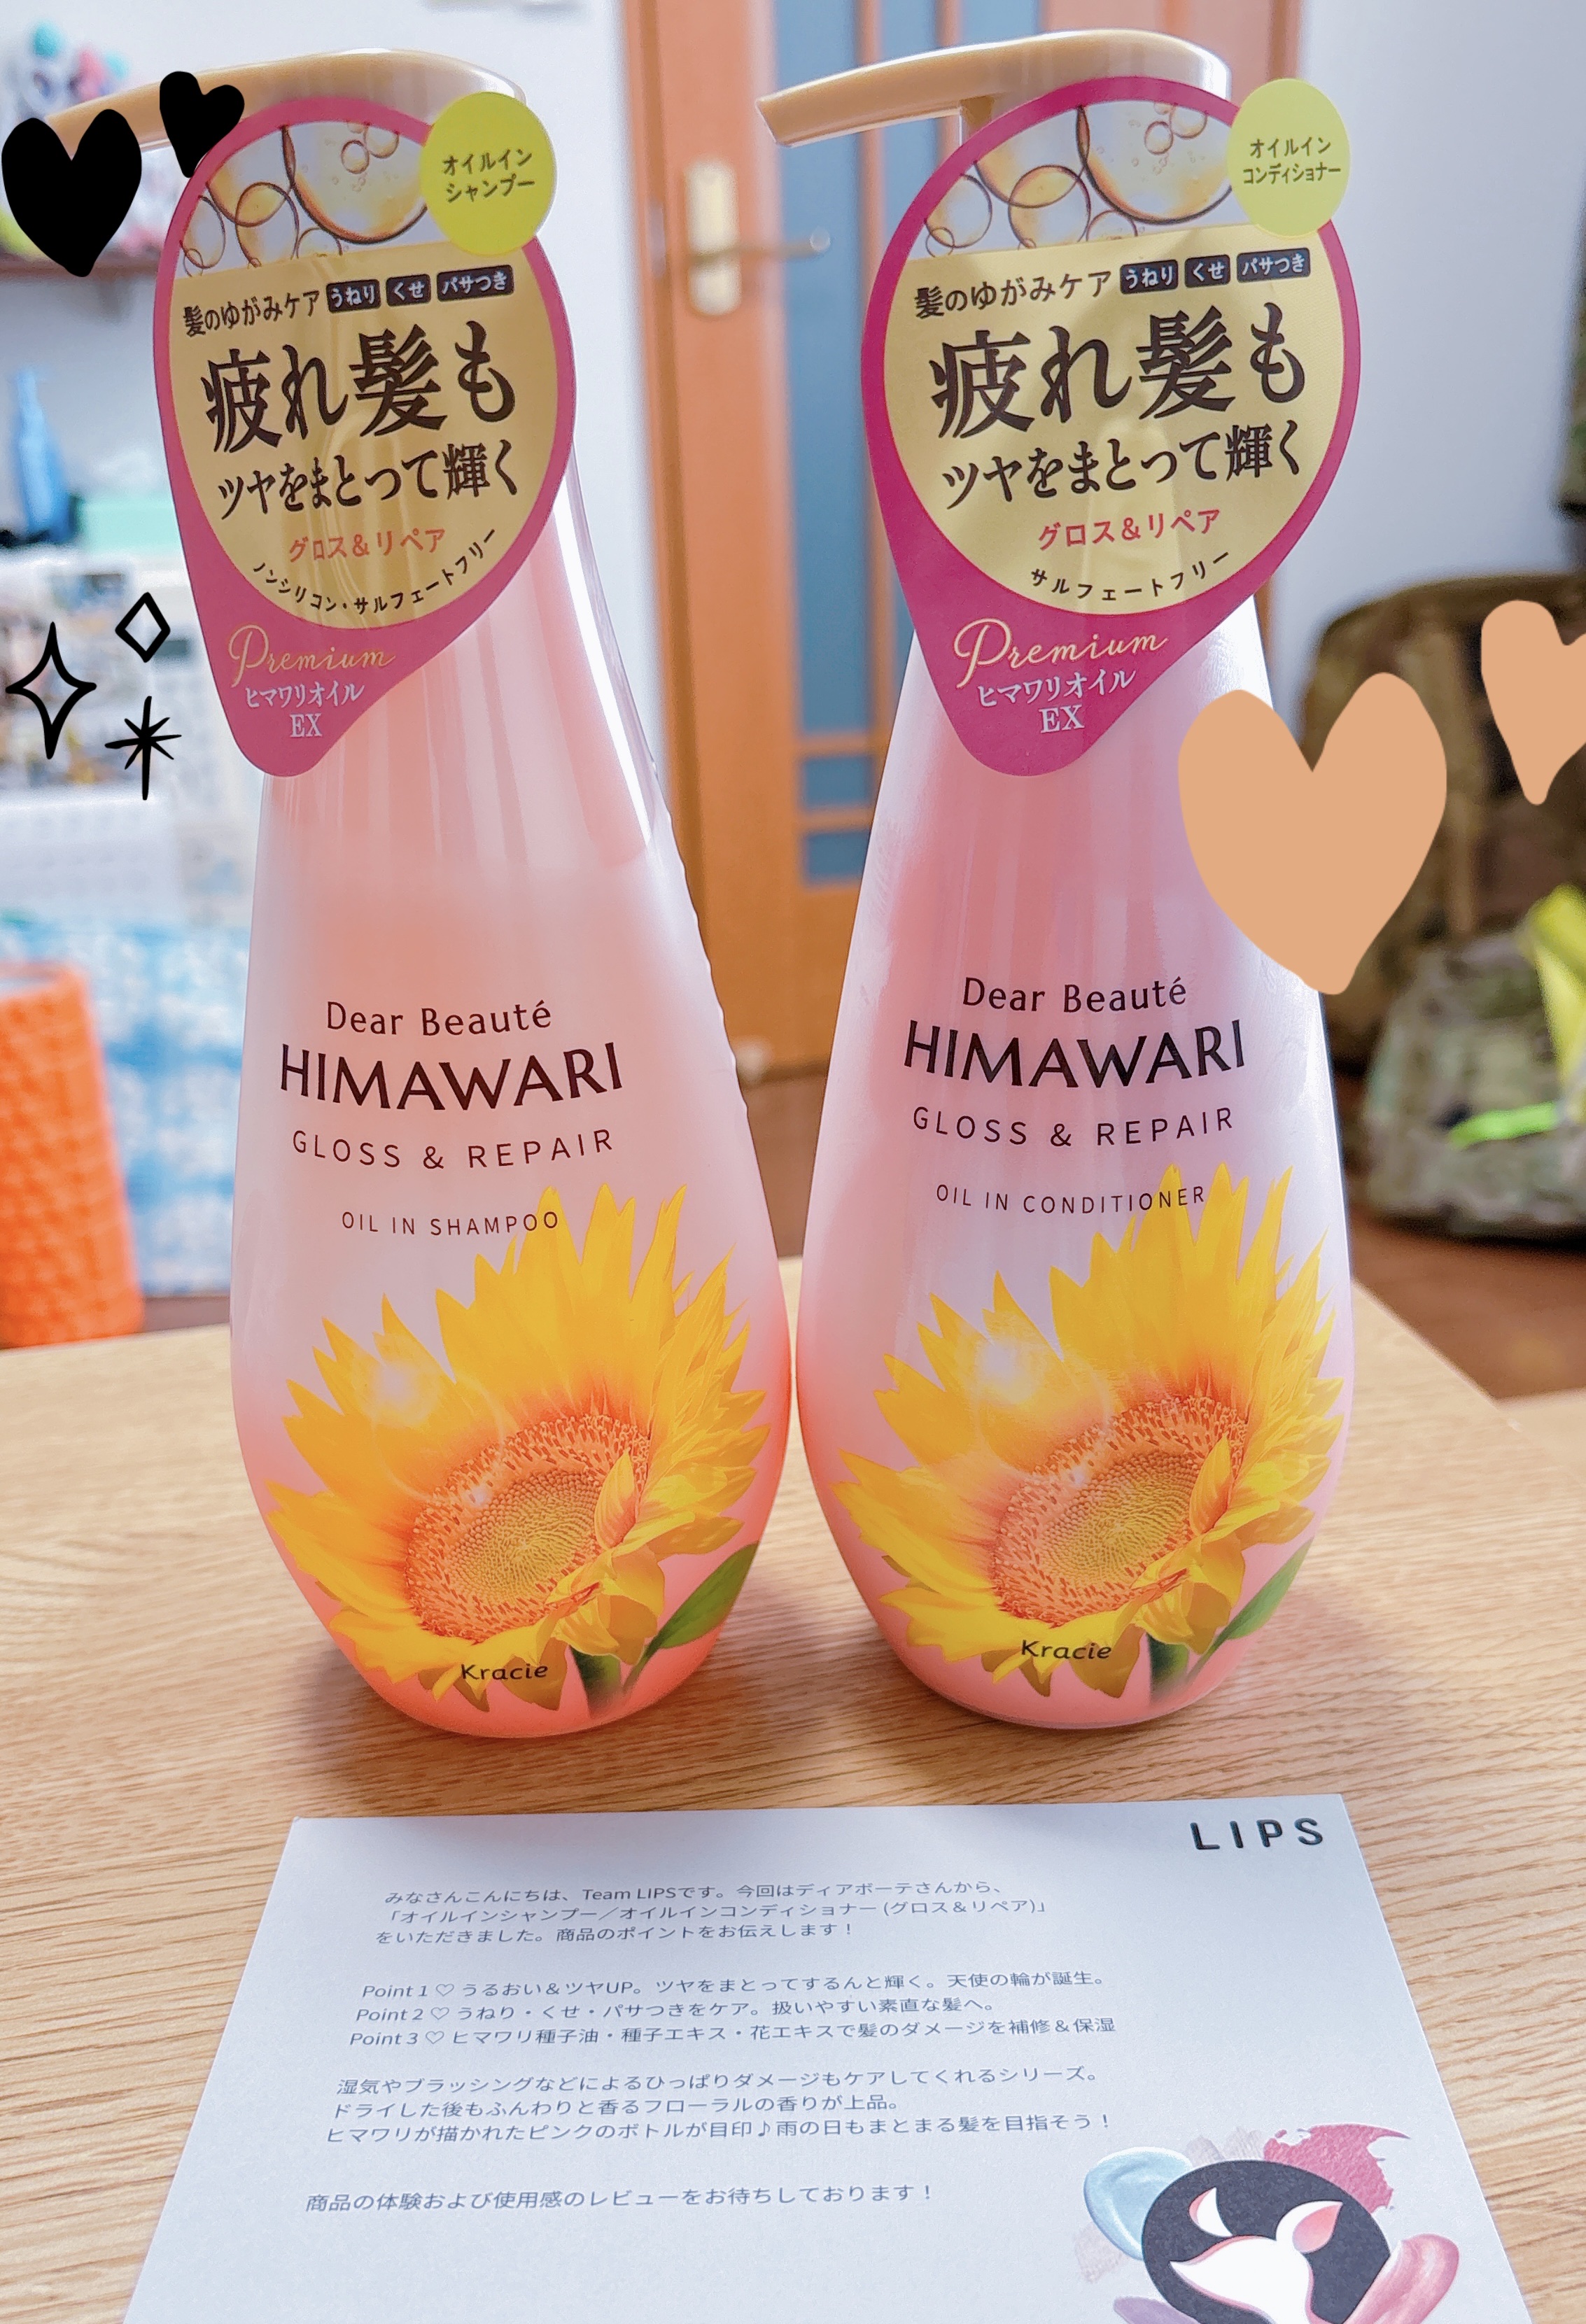 オイルイン
シャンプー
髪のゆがみケア うねり くせ パサつき
疲れ髪も
ツヤをまとって輝く
グロス&リペア
ノンシリコン・サルフェートフリー
Premium
ヒマワリオイル
EX
Dear Beauté
HIMAWARI
GLOSS & REPAIR
OIL IN SHAMPOO
Kracie
オイルイン
コンディショナー
髪のゆがみケア うねり くせ パサつき
疲れ髪も
ツヤをまとって輝く
グロス&リペア
サルフェートフリー
Premium
ヒマワリオイル
EX
Dear Beauté
HIMAWARI
GLOSS & REPAIR
OIL IN CONDITIONER
Kracie
LIPS
みなさんこんにちは、Team LIPSです。今回はディアボーテさんから、
「オイルインシャンプー／オイルインコンディショナー (グロス&リペア)」
をいただきました。商品のポイントをお伝えします！
Point 1 ♡ うるおい&ツヤUP。ツヤをまとってするんと輝く。天使の輪が誕生。
Point 2 ♡ うねり・くせ・パサつきをケア。扱いやすい素直な髪へ。
Point 3 ♡ ヒマワリ種子油・種子エキス・花エキスで髪のダメージを補修&保湿
湿気やブラッシングなどによるひっぱりダメージもケアしてくれるシリーズ。
ドライした後もふんわりと香るフローラルの香りが上品。
ヒマワリが描かれたピンクのボトルが目印♪雨の日もまとまる髪を目指そう！
商品の体験および使用感のレビューをお待ちしております！